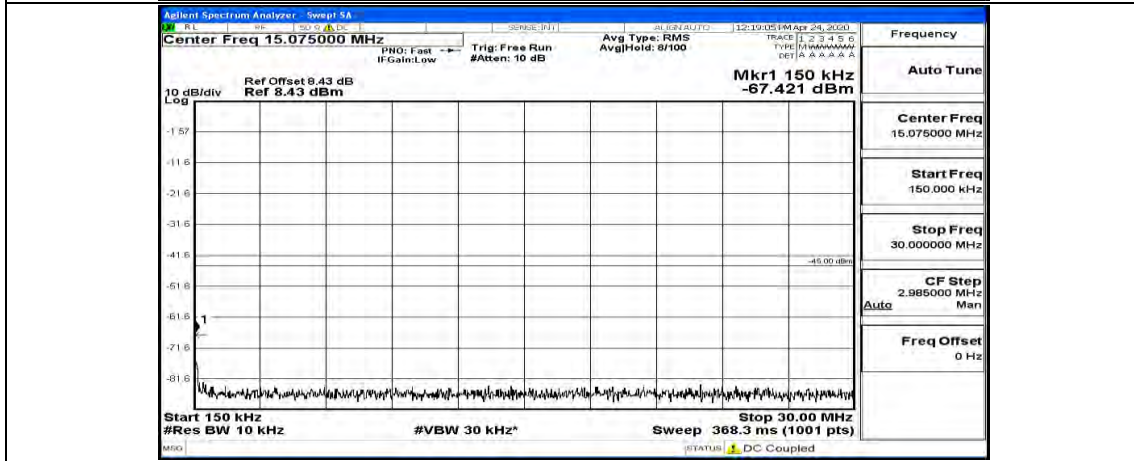 Agilent Spectrum Analyzer - Swept SA
RL RF 50 Ω DC SENSE:INT ALIGN AUTO 12:19:05 PM Apr 24, 2020
Center Freq 15.075000 MHz
PNO: Fast
IFGain:Low
Trig: Free Run
#Atten: 10 dB
Avg Type: RMS
Avg|Hold: 8/100
TRACE 1 2 3 4 5 6
TYPE MWWWWW
DET A A A A A A
Frequency
Ref Offset 8.43 dB
10 dB/div Ref 8.43 dBm
Log
Mkr1 150 kHz
-67.421 dBm
Auto Tune
Center Freq
15.075000 MHz
Start Freq
150.000 kHz
Stop Freq
30.000000 MHz
CF Step
2.985000 MHz
Auto Man
Freq Offset
0 Hz
-1.57
-11.6
-21.6
-31.6
-41.6
-45.00 dBm
-51.6
-61.6
1
-71.6
-81.6
Start 150 kHz
Stop 30.00 MHz
#Res BW 10 kHz #VBW 30 kHz* Sweep 368.3 ms (1001 pts)
MSG STATUS DC Coupled